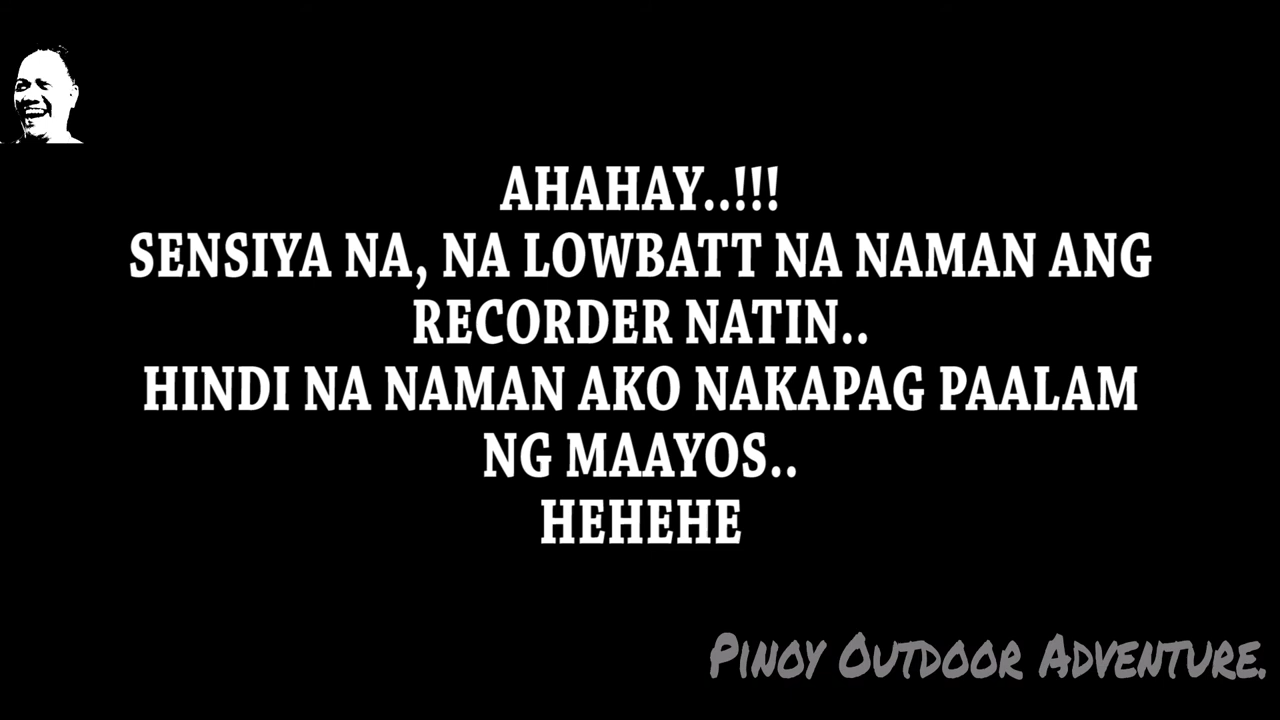 AHAHAY..!!!
SENSIYA NA, NA LOWBATT NA NAMAN ANG
RECORDER NATIN..
HINDI NA NAMAN AKO NAKAPAG PAALAM
NG MAAYOS..
HEHEHE
PINOY OUTDOOR ADVENTURE.